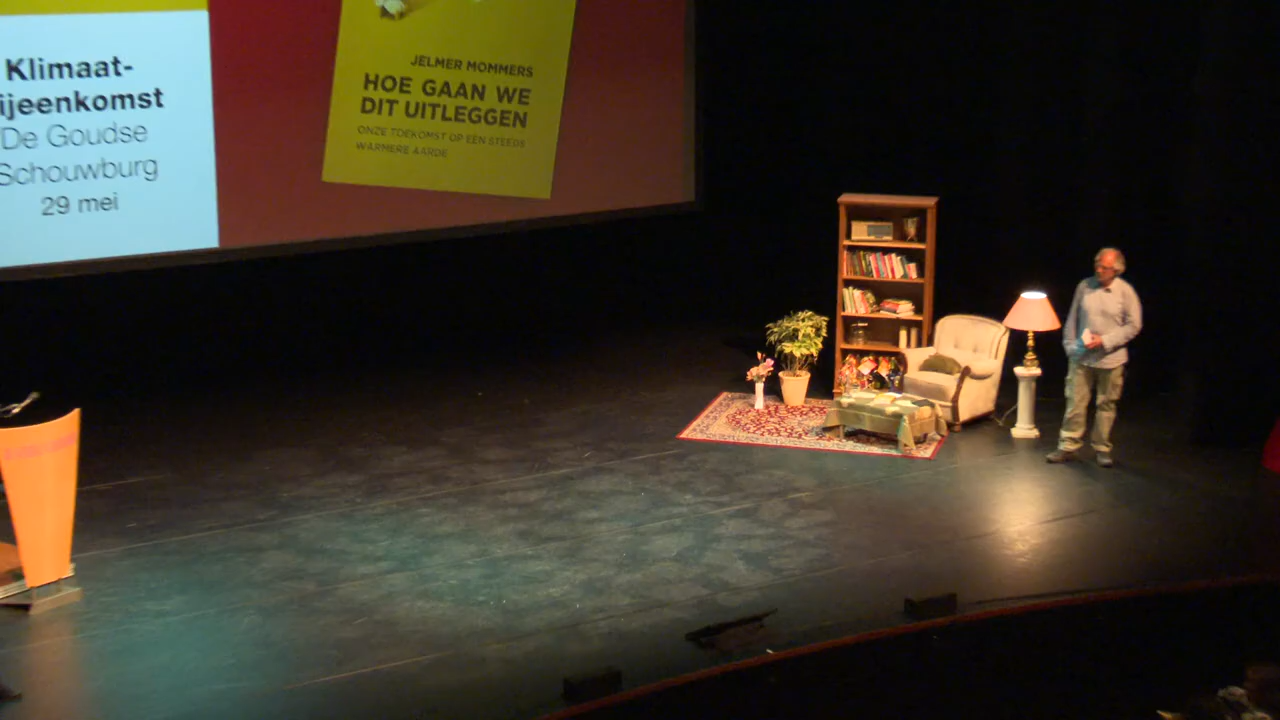 Klimaat-
ijeenkomst
De Goudse
Schouwburg
29 mei
JELMER MOMMERS
HOE GAAN WE
DIT UITLEGGEN
ONZE TOEKOMST OP EEN STEEDS
WARMERE AARDE